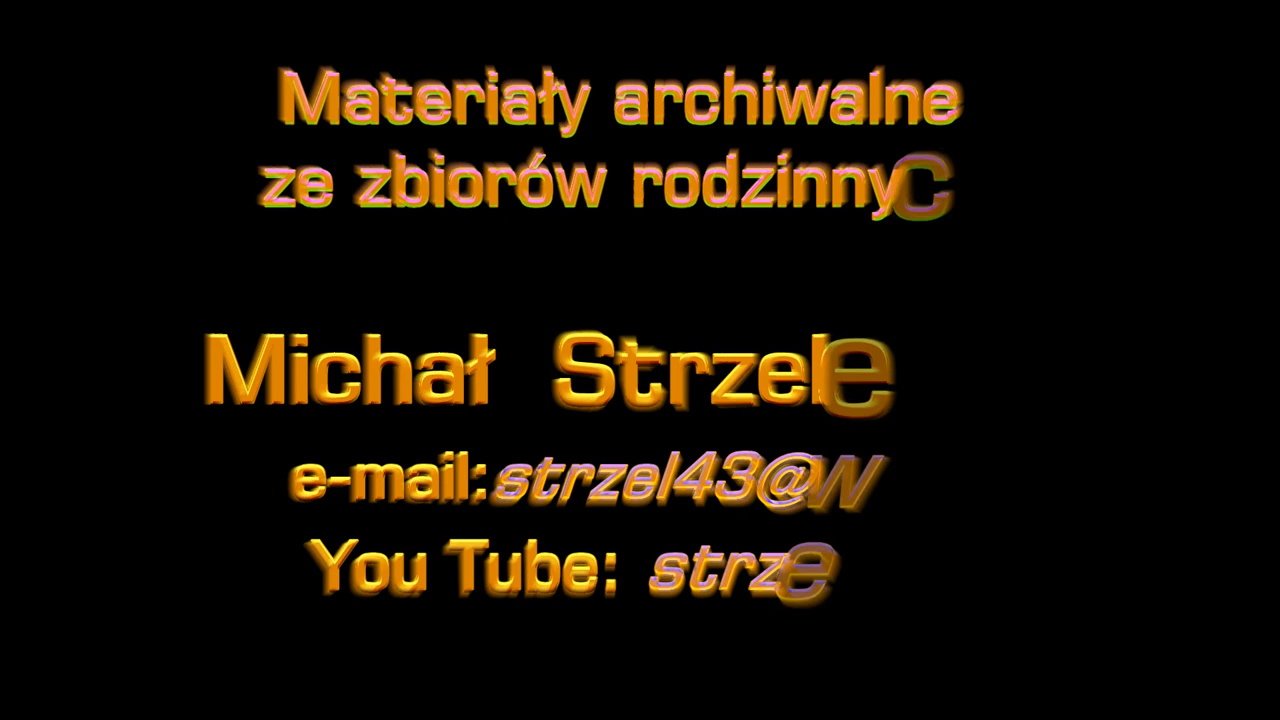 Materiały archiwalne
ze zbiorów rodzinnyc
Michał Strzele
e-mail: strzel43@w
You Tube: strze